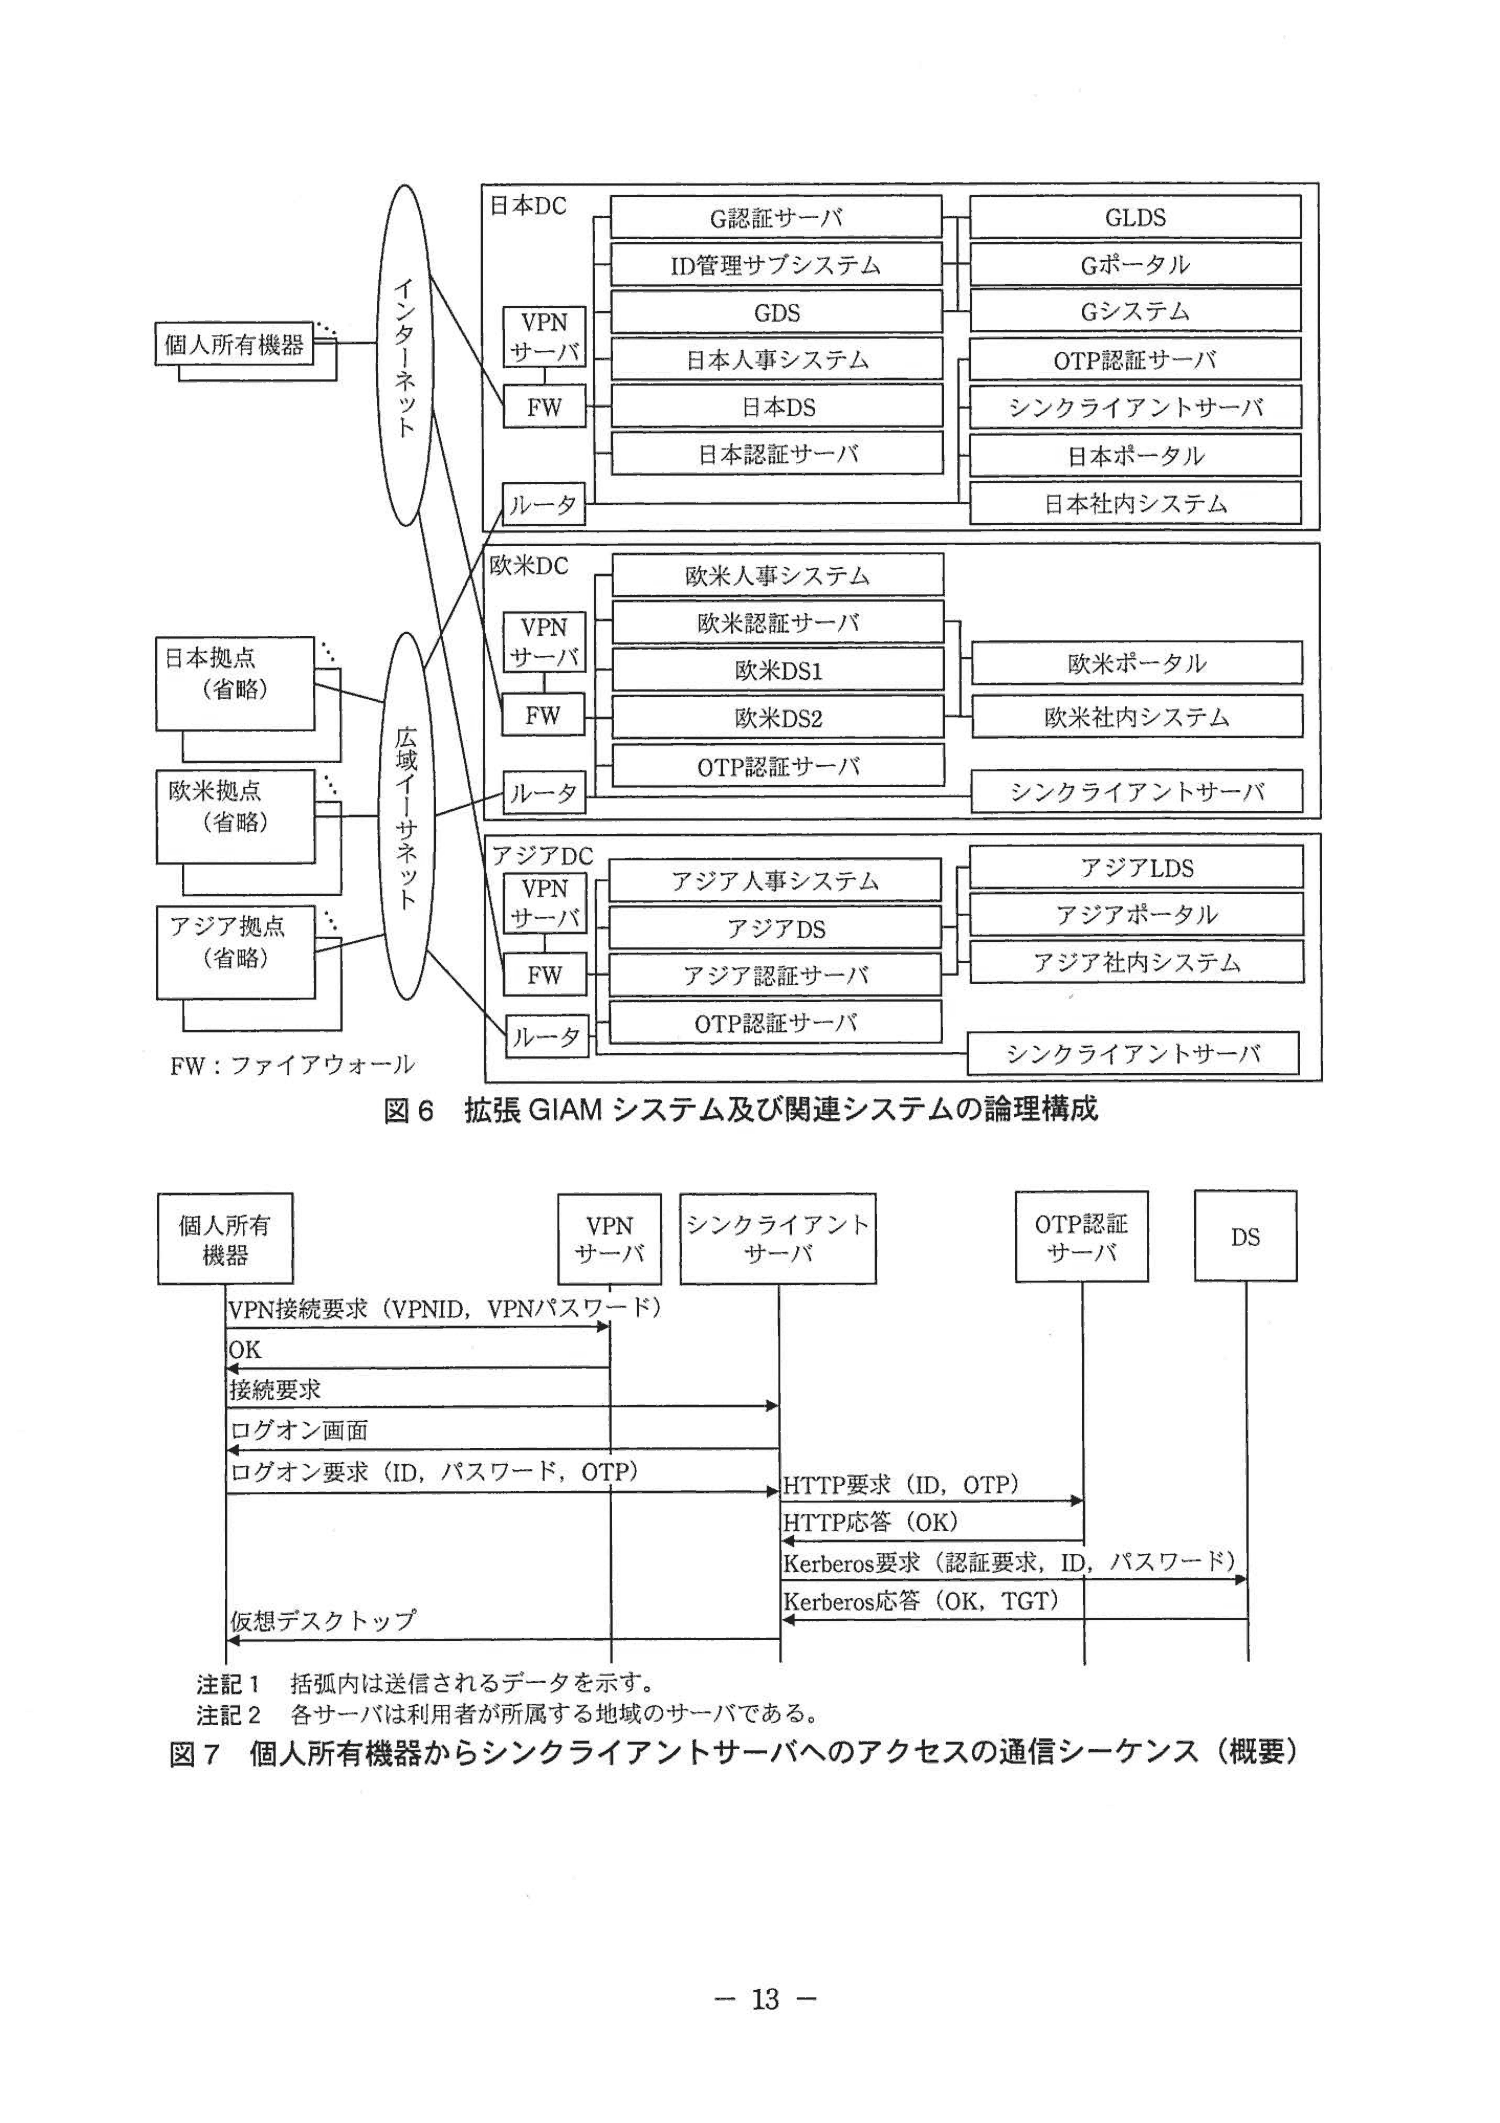 日本DC
G認証サーバ
GLDS
ID管理サブシステム
Gポータル
GDS
Gシステム
VPN
サーバ
日本人事システム
OTP認証サーバ
FW
日本DS
シンクライアントサーバ
日本認証サーバ
日本ポータル
ルータ
日本社内システム
インターネット
個人所有機器
欧米DC
欧米人事システム
VPN
サーバ
欧米認証サーバ
欧米DS1
欧米ポータル
FW
欧米DS2
欧米社内システム
OTP認証サーバ
ルータ
シンクライアントサーバ
日本拠点
（省略）
欧米拠点
（省略）
アジア拠点
（省略）
広域イーサネット
アジアDC
VPN
サーバ
アジア人事システム
アジアLDS
アジアDS
アジアポータル
FW
アジア認証サーバ
アジア社内システム
OTP認証サーバ
ルータ
シンクライアントサーバ
FW：ファイアウォール
図6 拡張 GIAM システム及び関連システムの論理構成
個人所有
機器
VPN
サーバ
シンクライアント
サーバ
OTP認証
サーバ
DS
VPN接続要求（VPNID，VPNパスワード）
OK
接続要求
ログオン画面
ログオン要求（ID，パスワード，OTP）
HTTP要求（ID，OTP）
HTTP応答（OK）
Kerberos要求（認証要求，ID，パスワード）
Kerberos応答（OK，TGT）
仮想デスクトップ
注記1 括弧内は送信されるデータを示す。
注記2 各サーバは利用者が所属する地域のサーバである。
図7 個人所有機器からシンクライアントサーバへのアクセスの通信シーケンス（概要）
－ 13 －